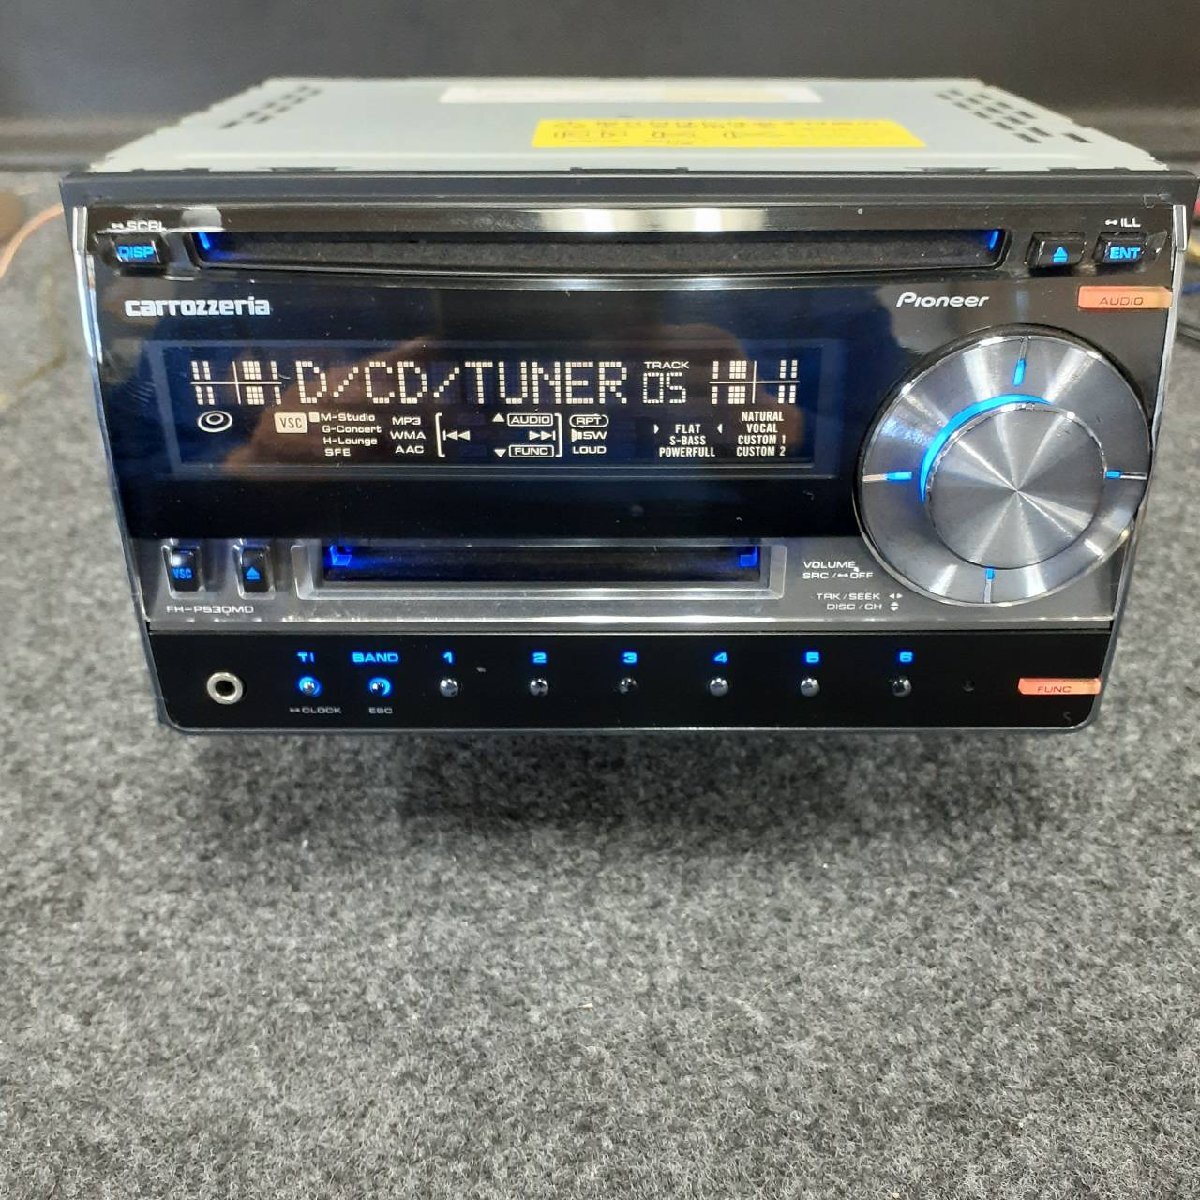 SCRL
ILL
DISP
ENT
carrozzeria
Pioneer
AUDIO
D/CD/TUNER
TRACK
05
VSC
M-Studio
G-Concert
H-Lounge
SFE
MP3
WMA
AAC
AUDIO
FUNC
RPT
SW
LOUD
FLAT
S-BASS
POWERFULL
NATURAL
VOCAL
CUSTOM 1
CUSTOM 2
VSC
FH-P530MD
VOLUME
SRC / OFF
TRK / SEEK
DISC / CH
TI
BAND
1
2
3
4
5
6
CLOCK
ESC
FUNC